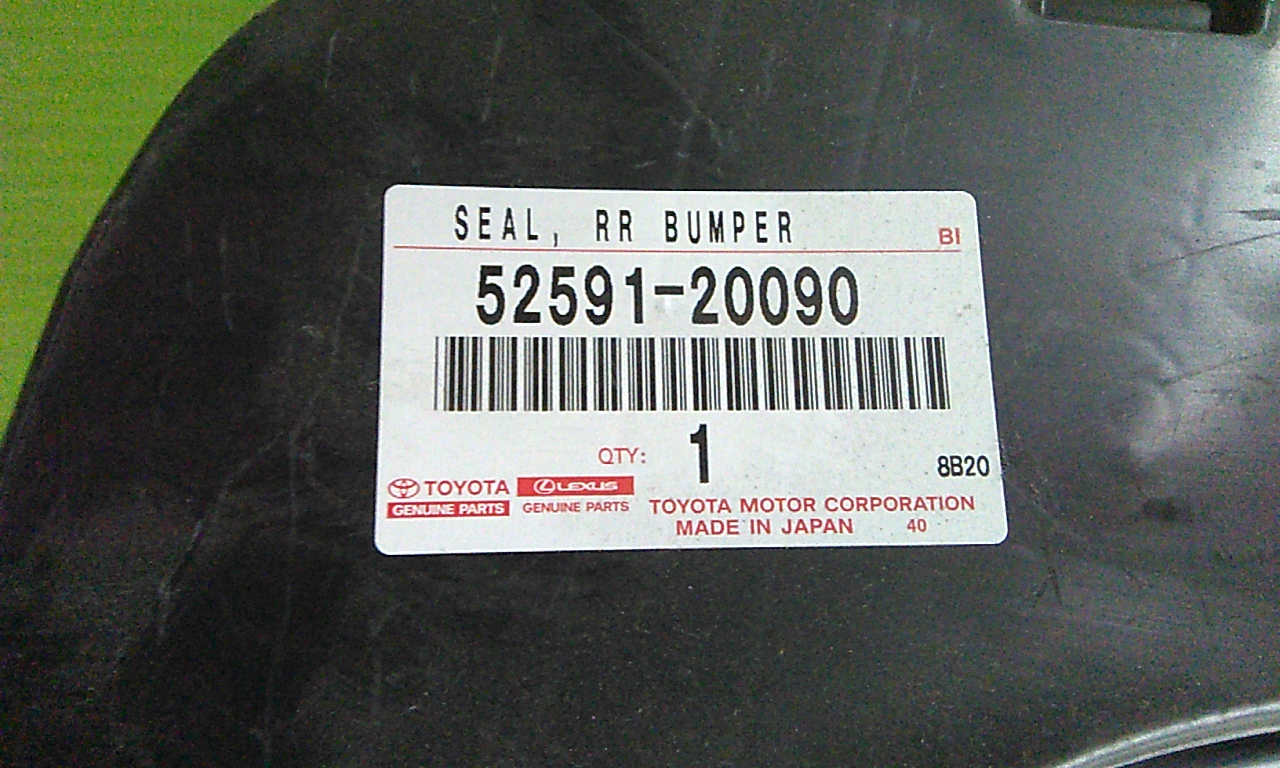 SEAL, RR BUMPER
BI
52591-20090
QTY: 1
8B20
TOYOTA LEXUS
GENUINE PARTS GENUINE PARTS
TOYOTA MOTOR CORPORATION
MADE IN JAPAN 40